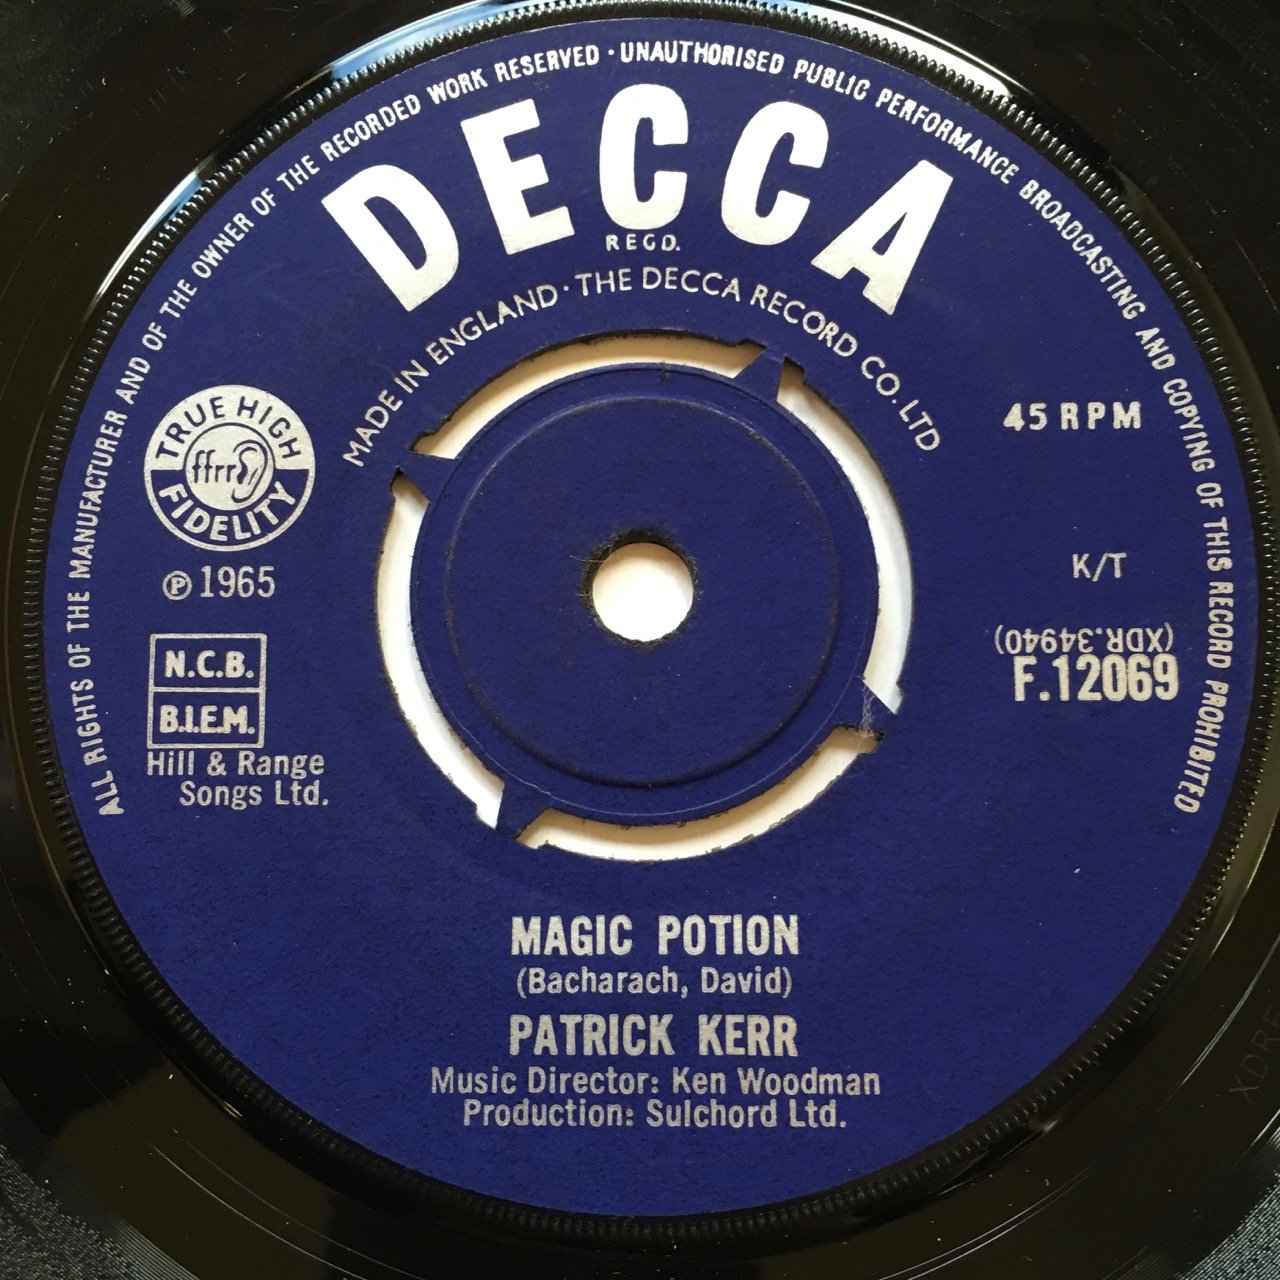 ALL RIGHTS OF THE MANUFACTURER AND OF THE OWNER OF THE RECORDED WORK RESERVED · UNAUTHORISED PUBLIC PERFORMANCE BROADCASTING AND COPYING OF THIS RECORD PROHIBITED
DECCA
REGD.
MADE IN ENGLAND · THE DECCA RECORD CO. LTD
TRUE HIGH
ffrr
FIDELITY
℗ 1965
N.C.B.
B.I.E.M.
Hill & Range
Songs Ltd.
45 RPM
K/T
(XDR.34940)
F.12069
MAGIC POTION
(Bacharach, David)
PATRICK KERR
Music Director: Ken Woodman
Production: Sulchord Ltd.